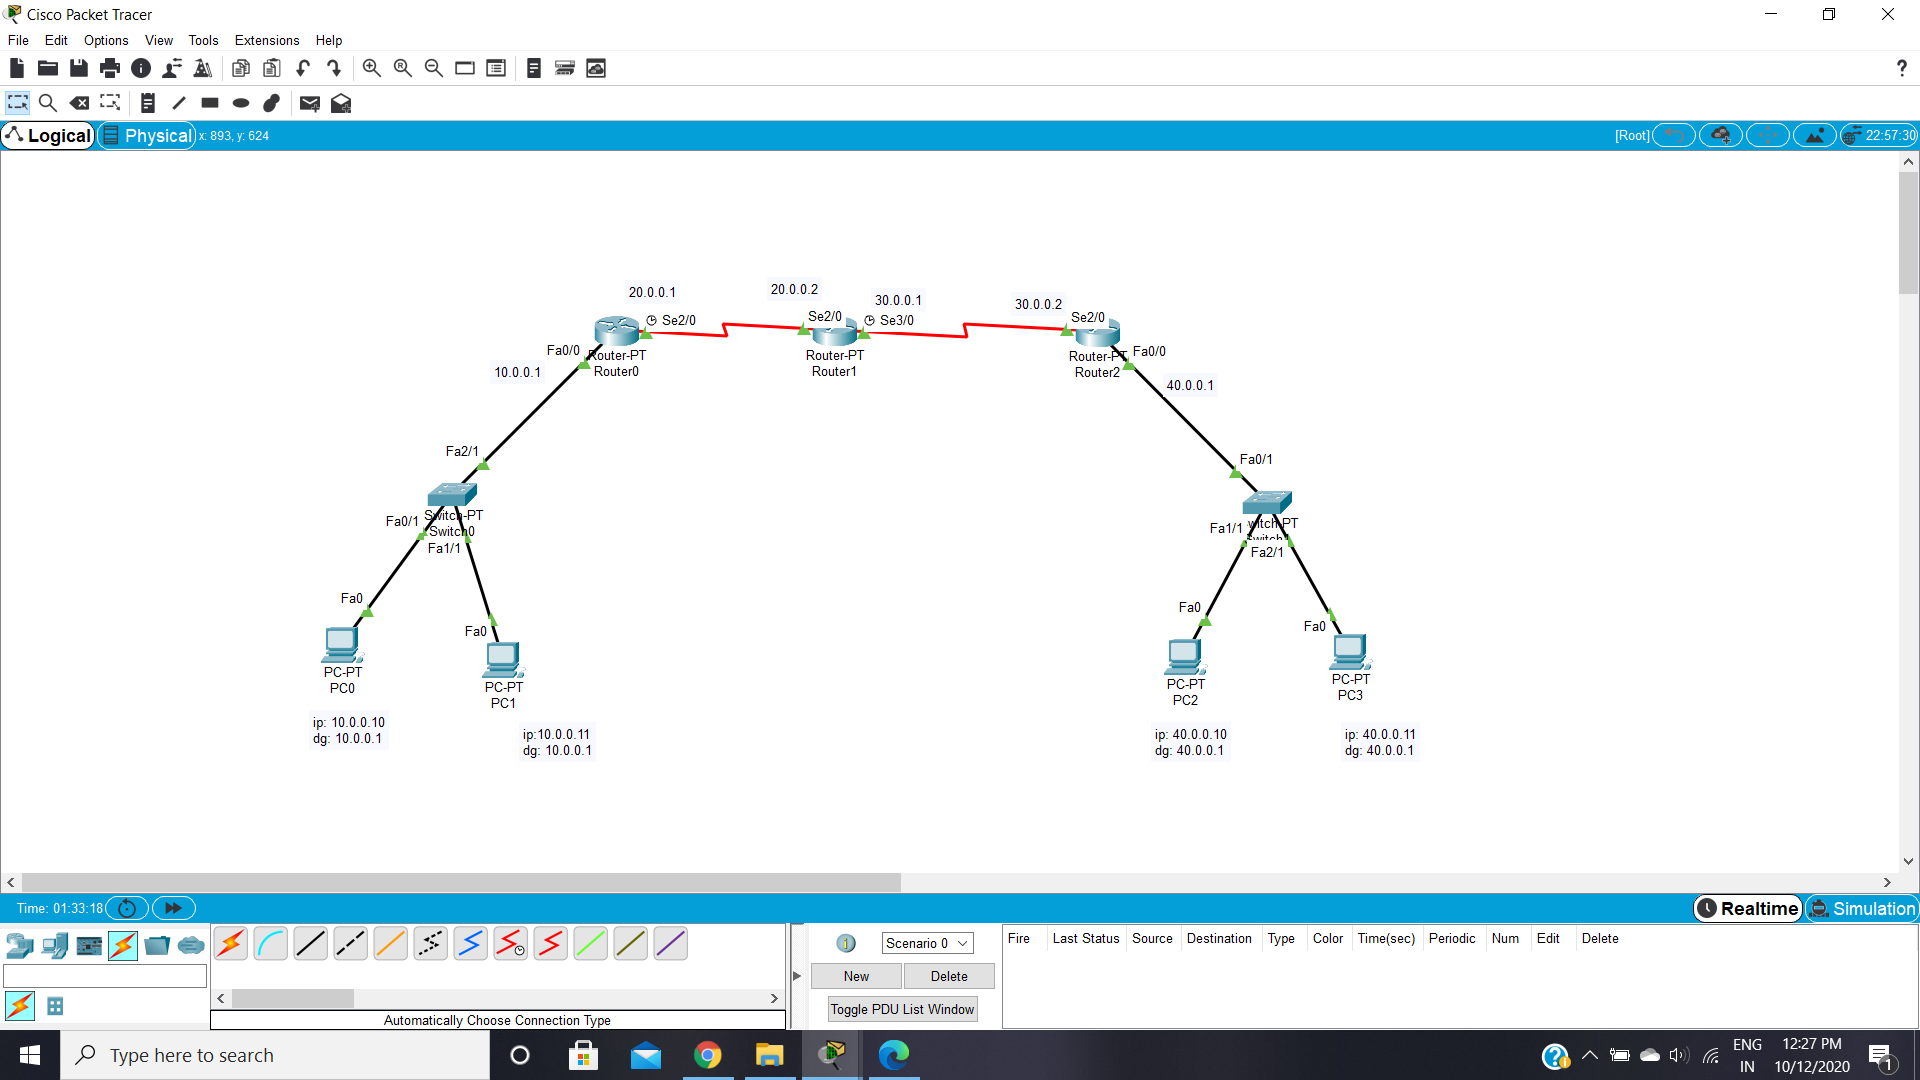 Cisco Packet Tracer
File Edit Options View Tools Extensions Help
?
Logical Physical x: 893, y: 624 [Root] 22:57:30
20.0.0.1
20.0.0.2
30.0.0.1
30.0.0.2
Se2/0
Se2/0
Se3/0
Se2/0
Fa0/0
Router-PT
Router0
Router-PT
Router1
Router-PT
Router2
Fa0/0
10.0.0.1
40.0.0.1
Fa2/1
Fa0/1
Fa0/1
Switch-PT
Switch0
Fa1/1
Fa1/1
witch-PT
Switch1
Fa2/1
Fa0
Fa0
Fa0
Fa0
PC-PT
PC0
PC-PT
PC1
PC-PT
PC2
PC-PT
PC3
ip: 10.0.0.10
dg: 10.0.0.1
ip:10.0.0.11
dg: 10.0.0.1
ip: 40.0.0.10
dg: 40.0.0.1
ip: 40.0.0.11
dg: 40.0.0.1
Time: 01:33:18 Realtime Simulation
Scenario 0
New Delete
Toggle PDU List Window
Fire Last Status Source Destination Type Color Time(sec) Periodic Num Edit Delete
Automatically Choose Connection Type
Type here to search
ENG
IN
12:27 PM
10/12/2020
1